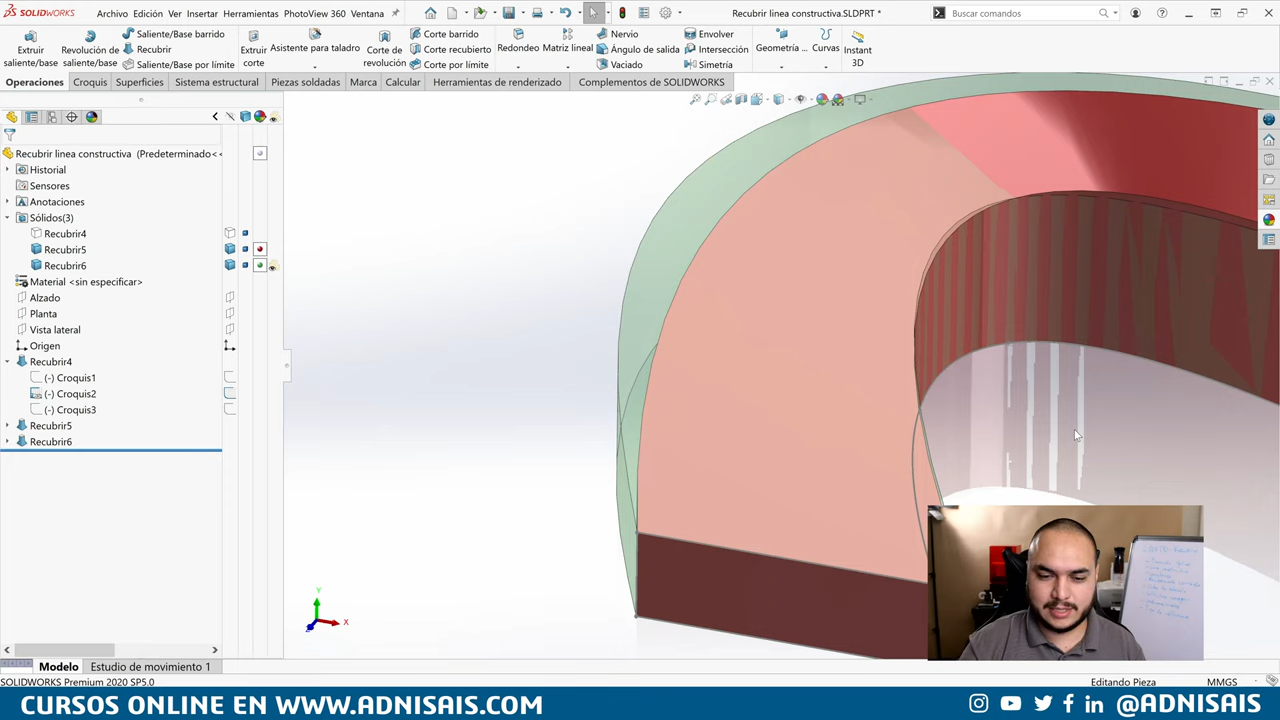 SOLIDWORKS Archivo Edición Ver Insertar Herramientas PhotoView 360 Ventana Recubrir linea constructiva.SLDPRT * Buscar comandos
Extruir saliente/base
Revolución de saliente/base
Saliente/Base barrido
Recubrir
Saliente/Base por límite
Extruir corte
Asistente para taladro
Corte de revolución
Corte barrido
Corte recubierto
Corte por límite
Redondeo
Matriz lineal
Nervio
Ángulo de salida
Vaciado
Envolver
Intersección
Simetría
Geometría ...
Curvas
Instant 3D
Operaciones Croquis Superficies Sistema estructural Piezas soldadas Marca Calcular Herramientas de renderizado Complementos de SOLIDWORKS
Recubrir linea constructiva (Predeterminado<<
Historial
Sensores
Anotaciones
Sólidos(3)
Recubrir4
Recubrir5
Recubrir6
Material <sin especificar>
Alzado
Planta
Vista lateral
Origen
Recubrir4
(-) Croquis1
(-) Croquis2
(-) Croquis3
Recubrir5
Recubrir6
Y
X
Z
Modelo Estudio de movimiento 1
SOLIDWORKS Premium 2020 SP5.0 Editando Pieza MMGS
CURSOS ONLINE EN WWW.ADNISAIS.COM @ADNISAIS